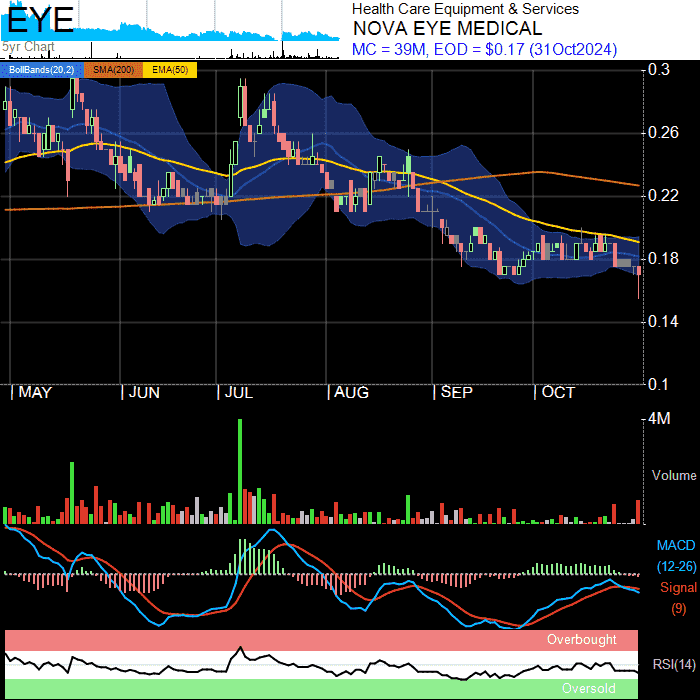 EYE
5yr Chart
Health Care Equipment & Services
NOVA EYE MEDICAL
MC = 39M, EOD = $0.17 (31Oct2024)
BollBands(20,2) SMA(200) EMA(50)
0.3
0.26
0.22
0.18
0.14
0.1
MAY JUN JUL AUG SEP OCT
4M
Volume
MACD
(12-26)
Signal
(9)
Overbought
RSI(14)
Oversold